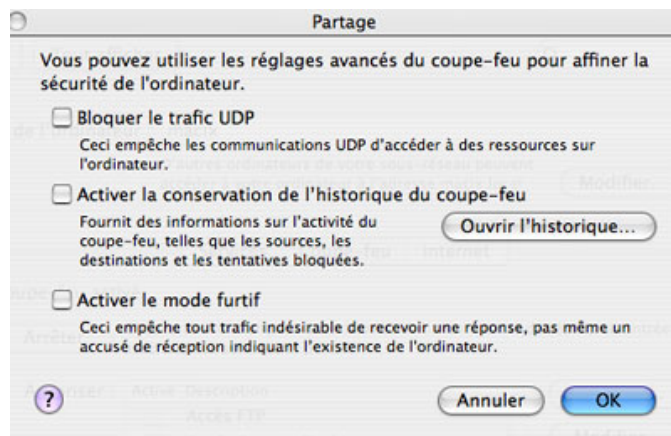 Partage
Vous pouvez utiliser les réglages avancés du coupe-feu pour affiner la
sécurité de l'ordinateur.
Bloquer le trafic UDP
Ceci empêche les communications UDP d'accéder à des ressources sur
l'ordinateur.
Activer la conservation de l'historique du coupe-feu
Fournit des informations sur l'activité du
coupe-feu, telles que les sources, les
destinations et les tentatives bloquées.
Ouvrir l'historique...
Activer le mode furtif
Ceci empêche tout trafic indésirable de recevoir une réponse, pas même un
accusé de réception indiquant l'existence de l'ordinateur.
?
Annuler
OK